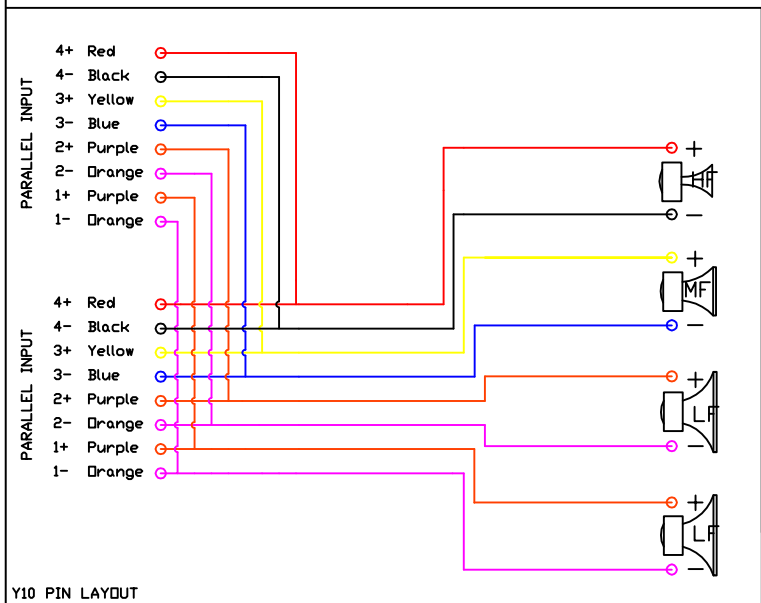 PARALLEL INPUT
4+ Red
4- Black
3+ Yellow
3- Blue
2+ Purple
2- Orange
1+ Purple
1- Orange
PARALLEL INPUT
4+ Red
4- Black
3+ Yellow
3- Blue
2+ Purple
2- Orange
1+ Purple
1- Orange
+
HF
-
+
MF
-
+
LF
-
+
LF
-
Y10 PIN LAYOUT